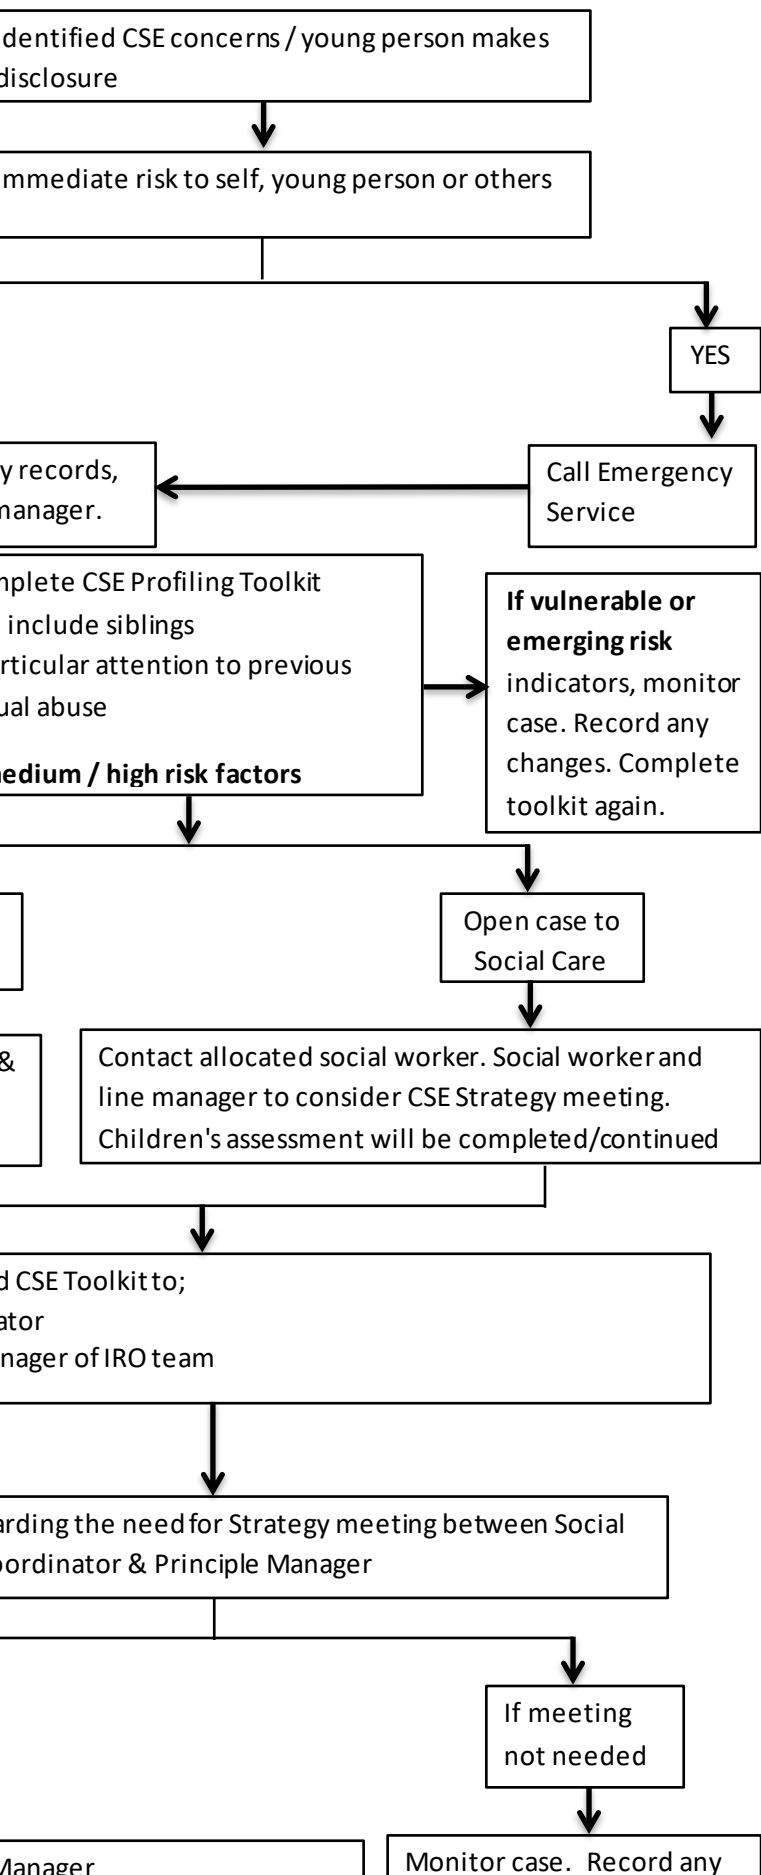 dentified CSE concerns / young person makes
disclosure
mmediate risk to self, young person or others
YES
y records,
manager.
Call Emergency
Service
mplete CSE Profiling Toolkit
include siblings
articular attention to previous
ual abuse
medium / high risk factors
If vulnerable or
emerging risk
indicators, monitor
case. Record any
changes. Complete
toolkit again.
Open case to
Social Care
&
Contact allocated social worker. Social worker and
line manager to consider CSE Strategy meeting.
Children's assessment will be completed/continued
d CSE Toolkit to;
ator
nager of IRO team
arding the need for Strategy meeting between Social
oordinator & Principle Manager
If meeting
not needed
Manager
Monitor case. Record any